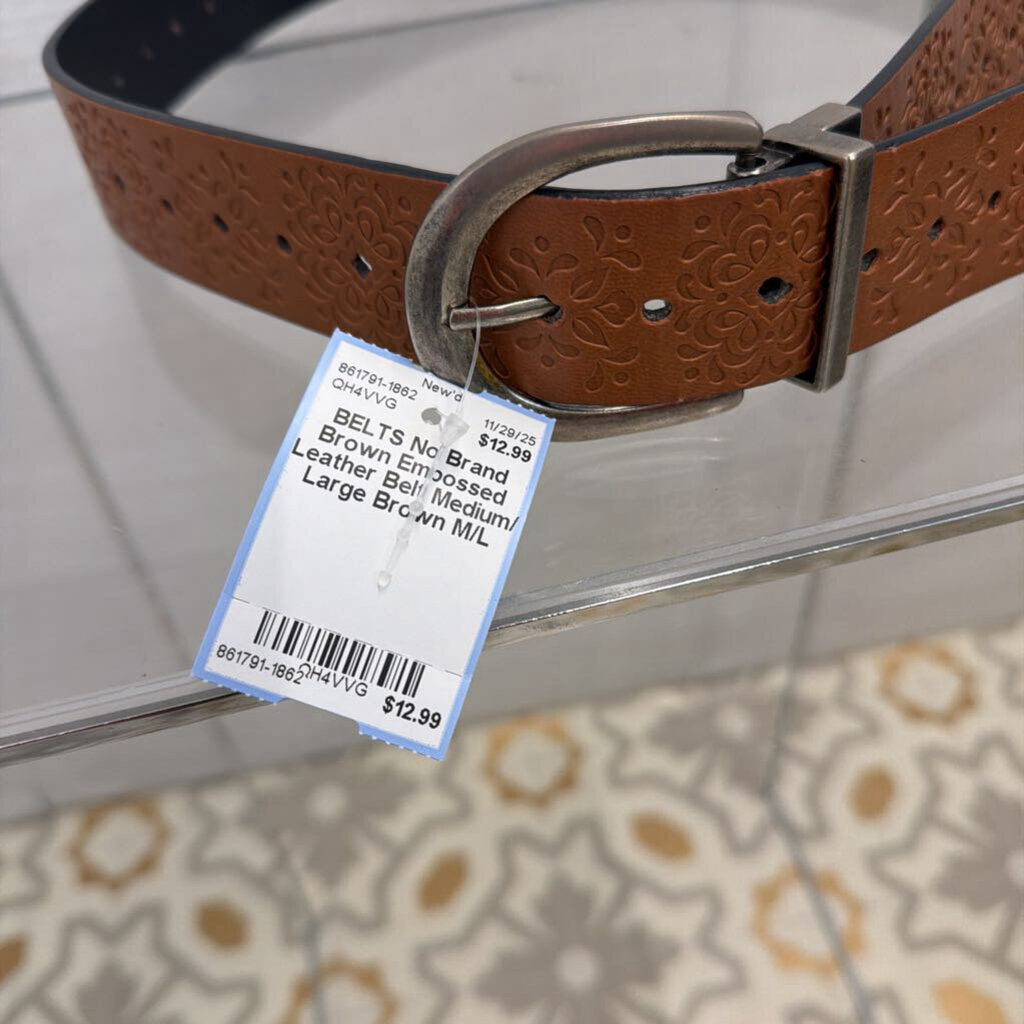 861791-1862 New'd
QH4VVG 11/29/25
$12.99
BELTS No Brand
Brown Embossed
Leather Belt Medium/
Large Brown M/L
861791-1862 QH4VVG
$12.99